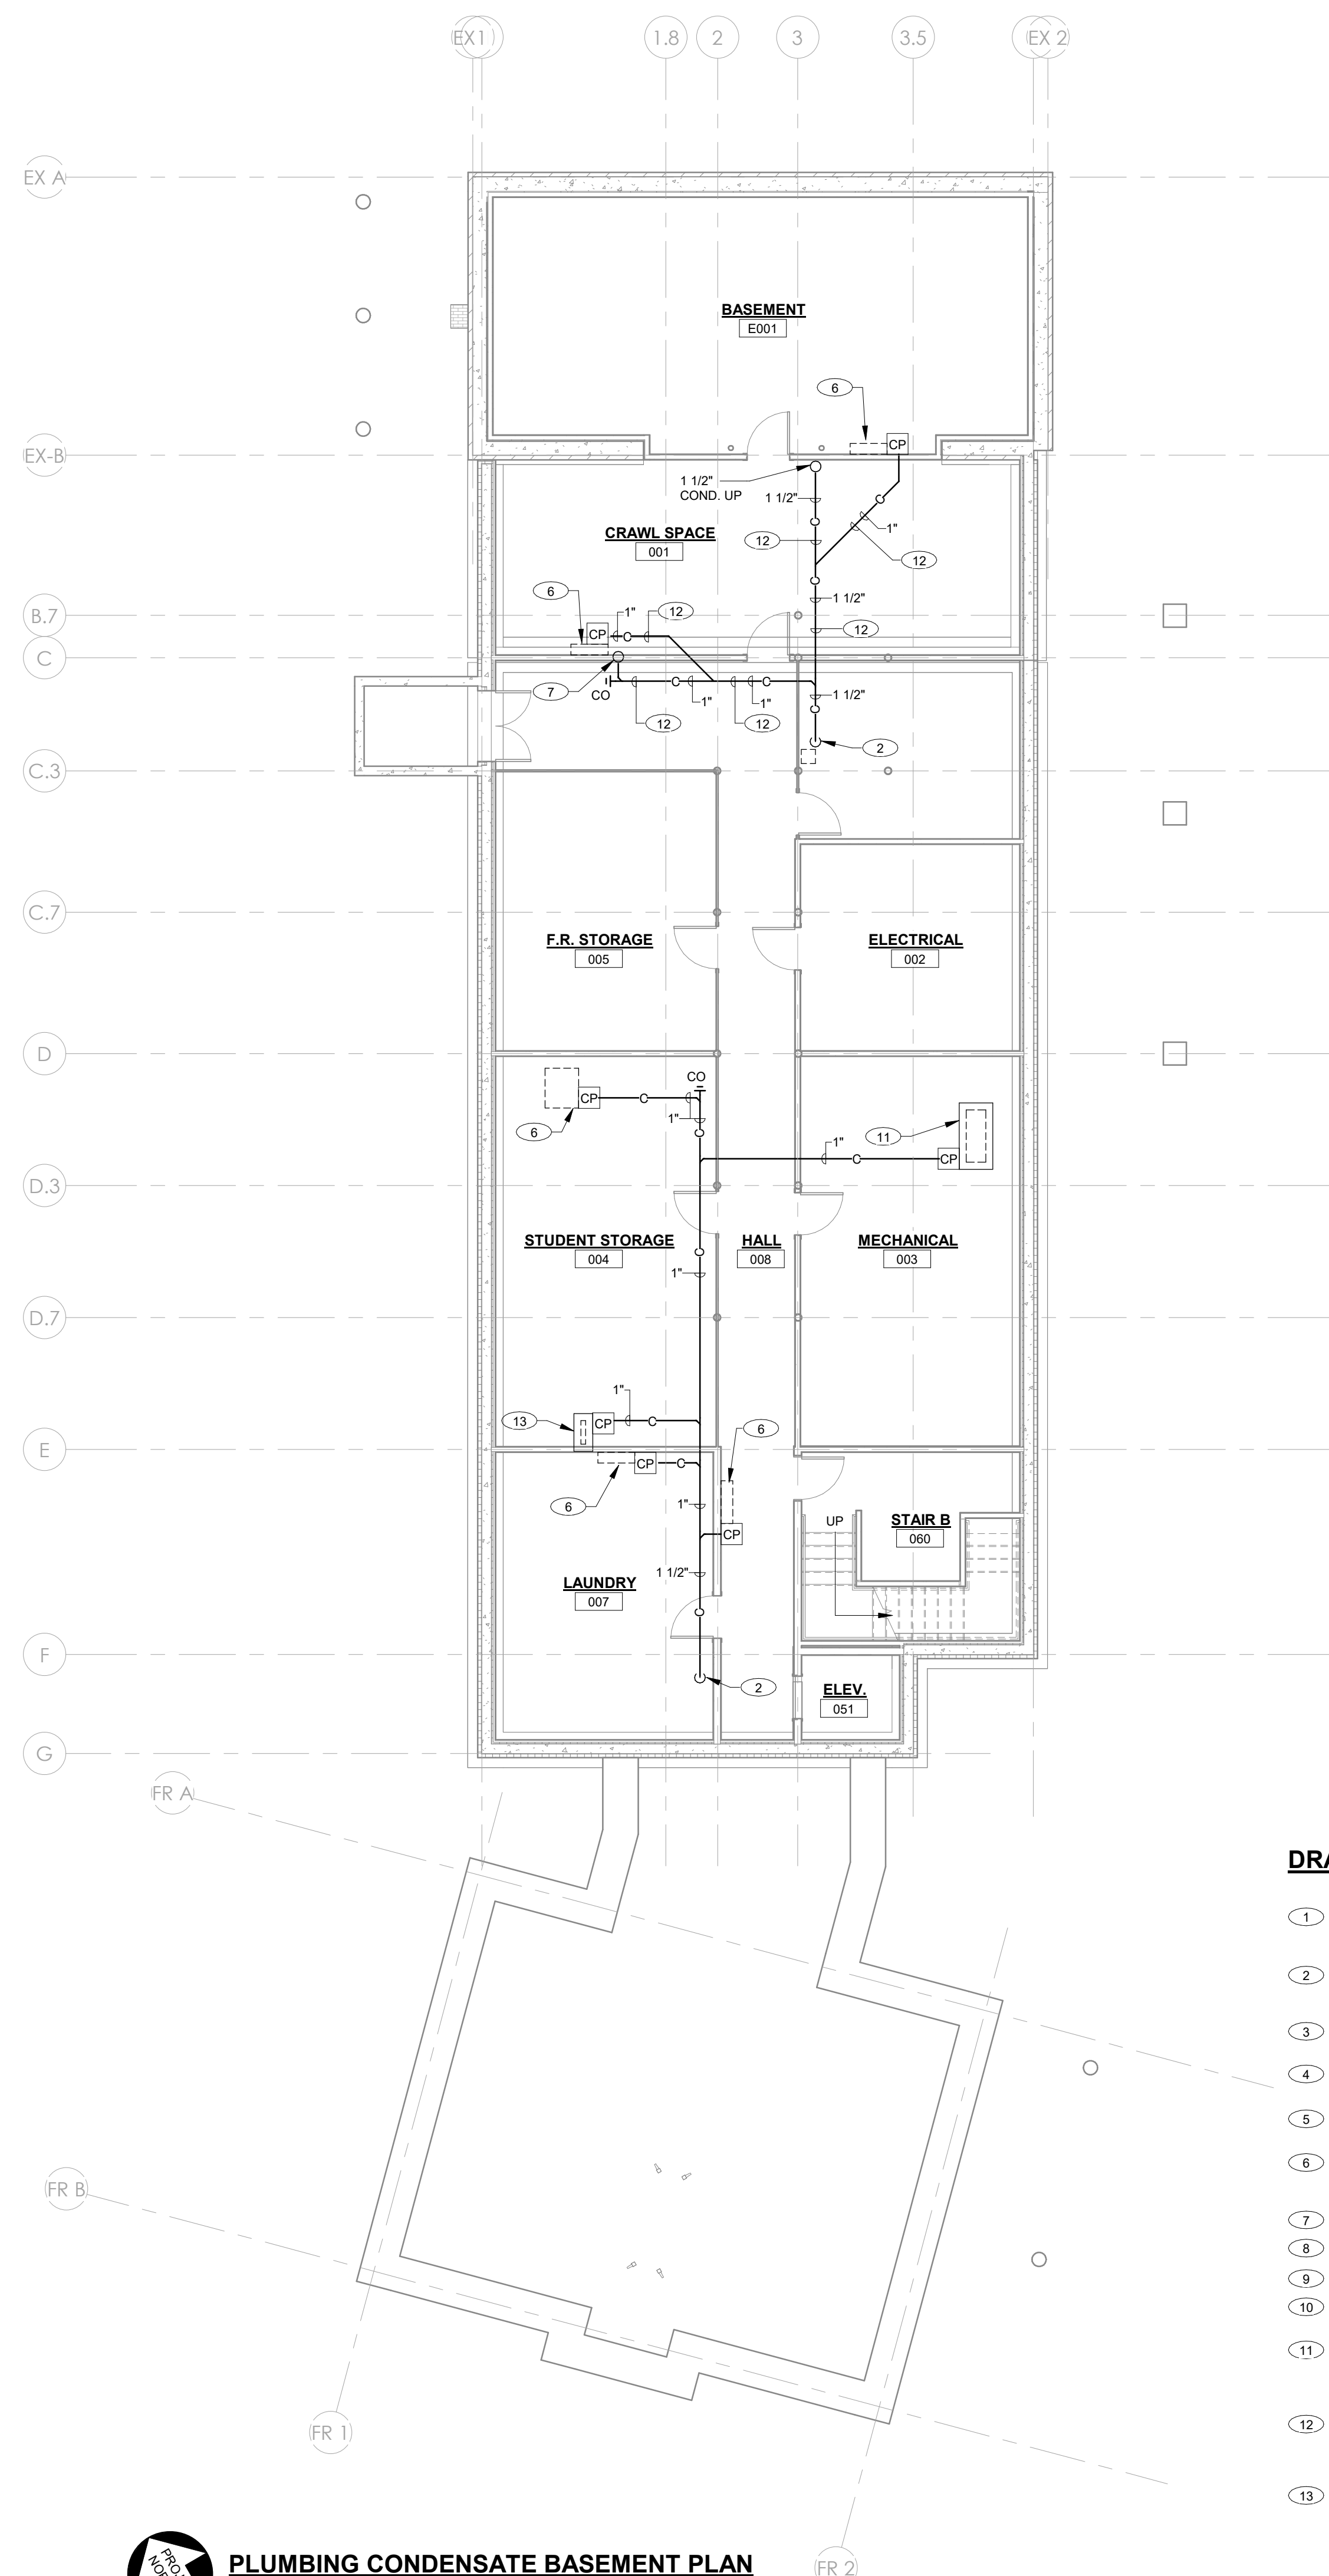 EX1
1.8
2
3
3.5
EX 2
EX A
BASEMENT
E001
6
CP
EX-B
1 1/2"
COND. UP
1 1/2"
C
C
1"
CRAWL SPACE
001
12
12
C
6
1 1/2"
B.7
1"
12
CP
C
12
C
7
CO
C
C
1"
1"
1 1/2"
C
12
12
2
C.3
C.7
F.R. STORAGE
005
ELECTRICAL
002
D
CO
CP
C
1"
6
C
1"
11
C
CP
D.3
STUDENT STORAGE
004
HALL
008
MECHANICAL
003
C
1"
D.7
1"
13
CP
C
6
E
CP
C
6
1"
CP
UP
STAIR B
060
1 1/2"
LAUNDRY
007
C
F
2
ELEV.
051
G
FR A
DRA
1
2
3
4
5
6
FR B
7
8
9
10
11
12
FR 1
13
PLUMBING CONDENSATE BASEMENT PLAN
FR 2